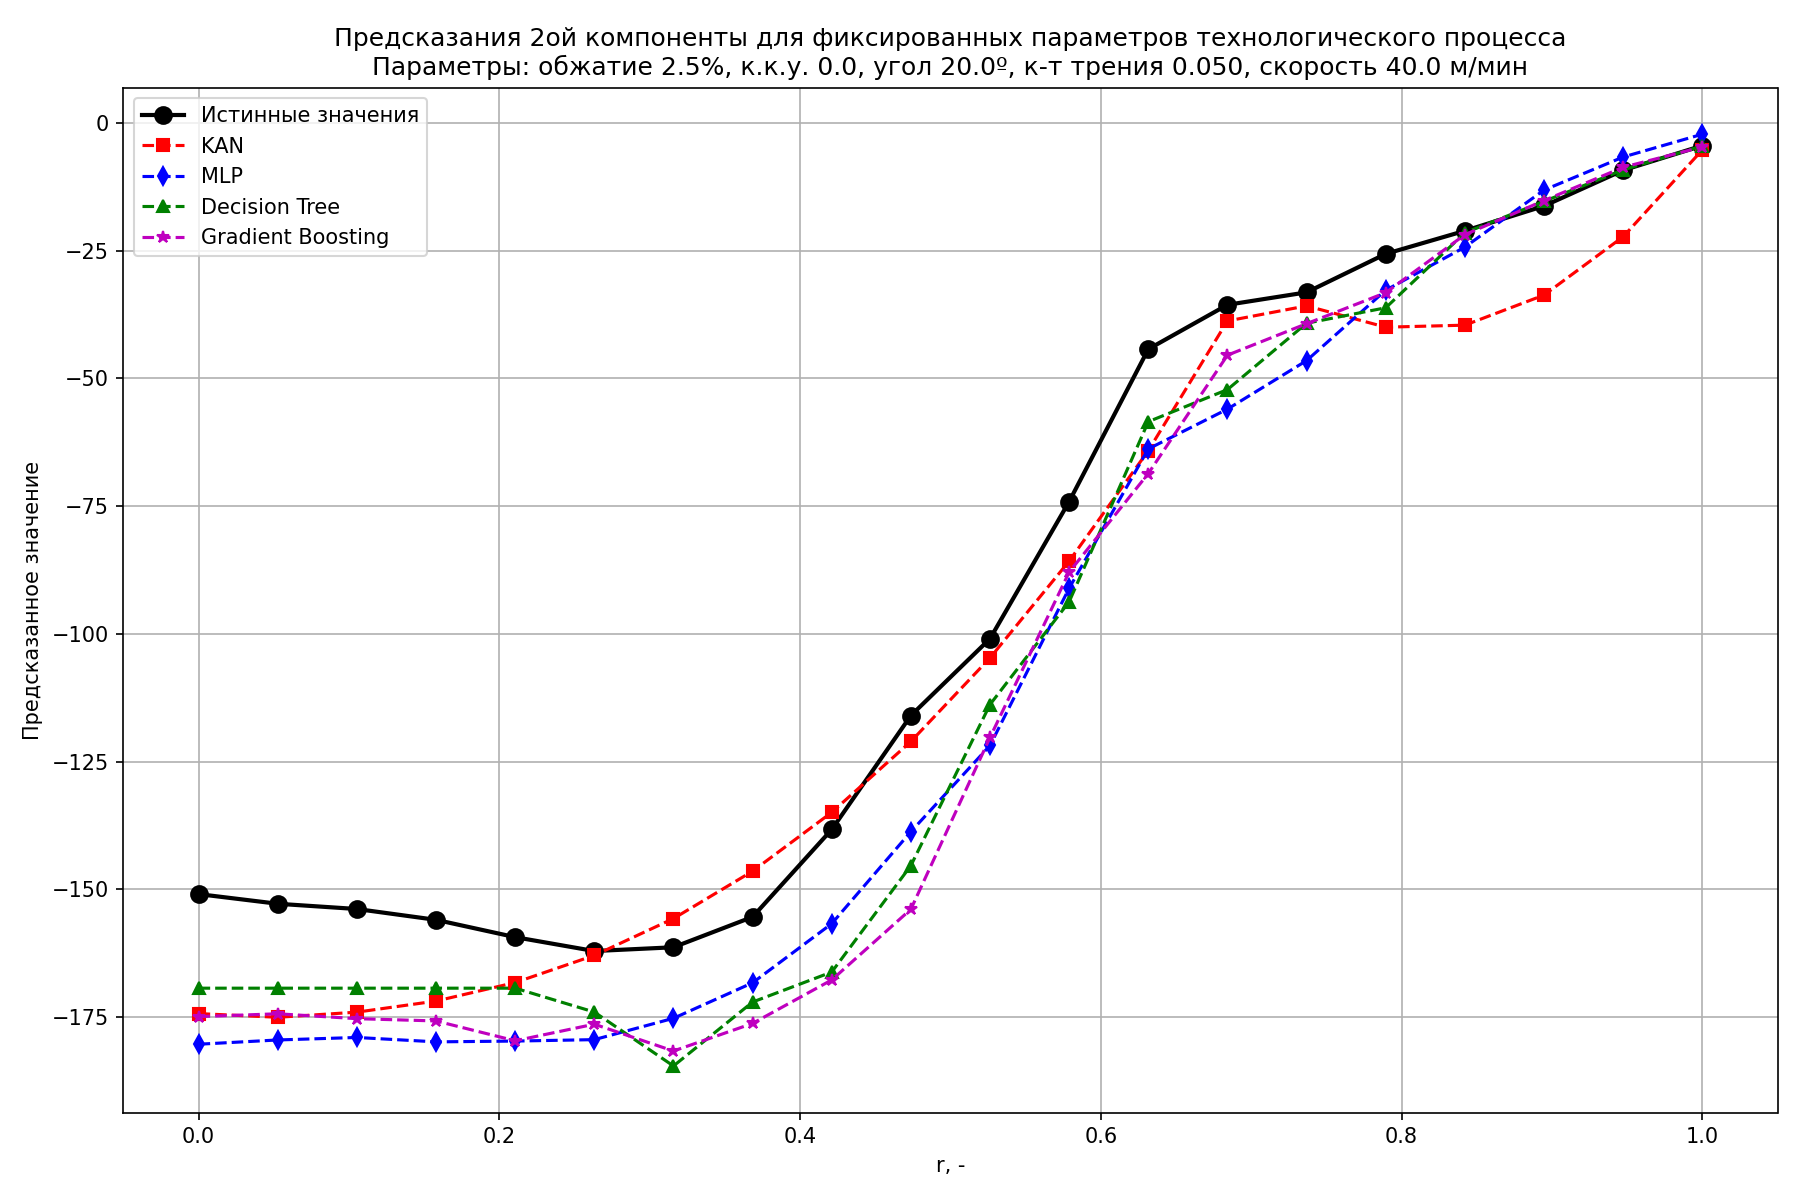 Предсказания 2ой компоненты для фиксированных параметров технологического процесса
Параметры: обжатие 2.5%, к.к.у. 0.0, угол 20.0º, к-т трения 0.050, скорость 40.0 м/мин
Истинные значения
KAN
MLP
Decision Tree
Gradient Boosting
Предсказанное значение
0
−25
−50
−75
−100
−125
−150
−175
0.0
0.2
0.4
0.6
0.8
1.0
r, -